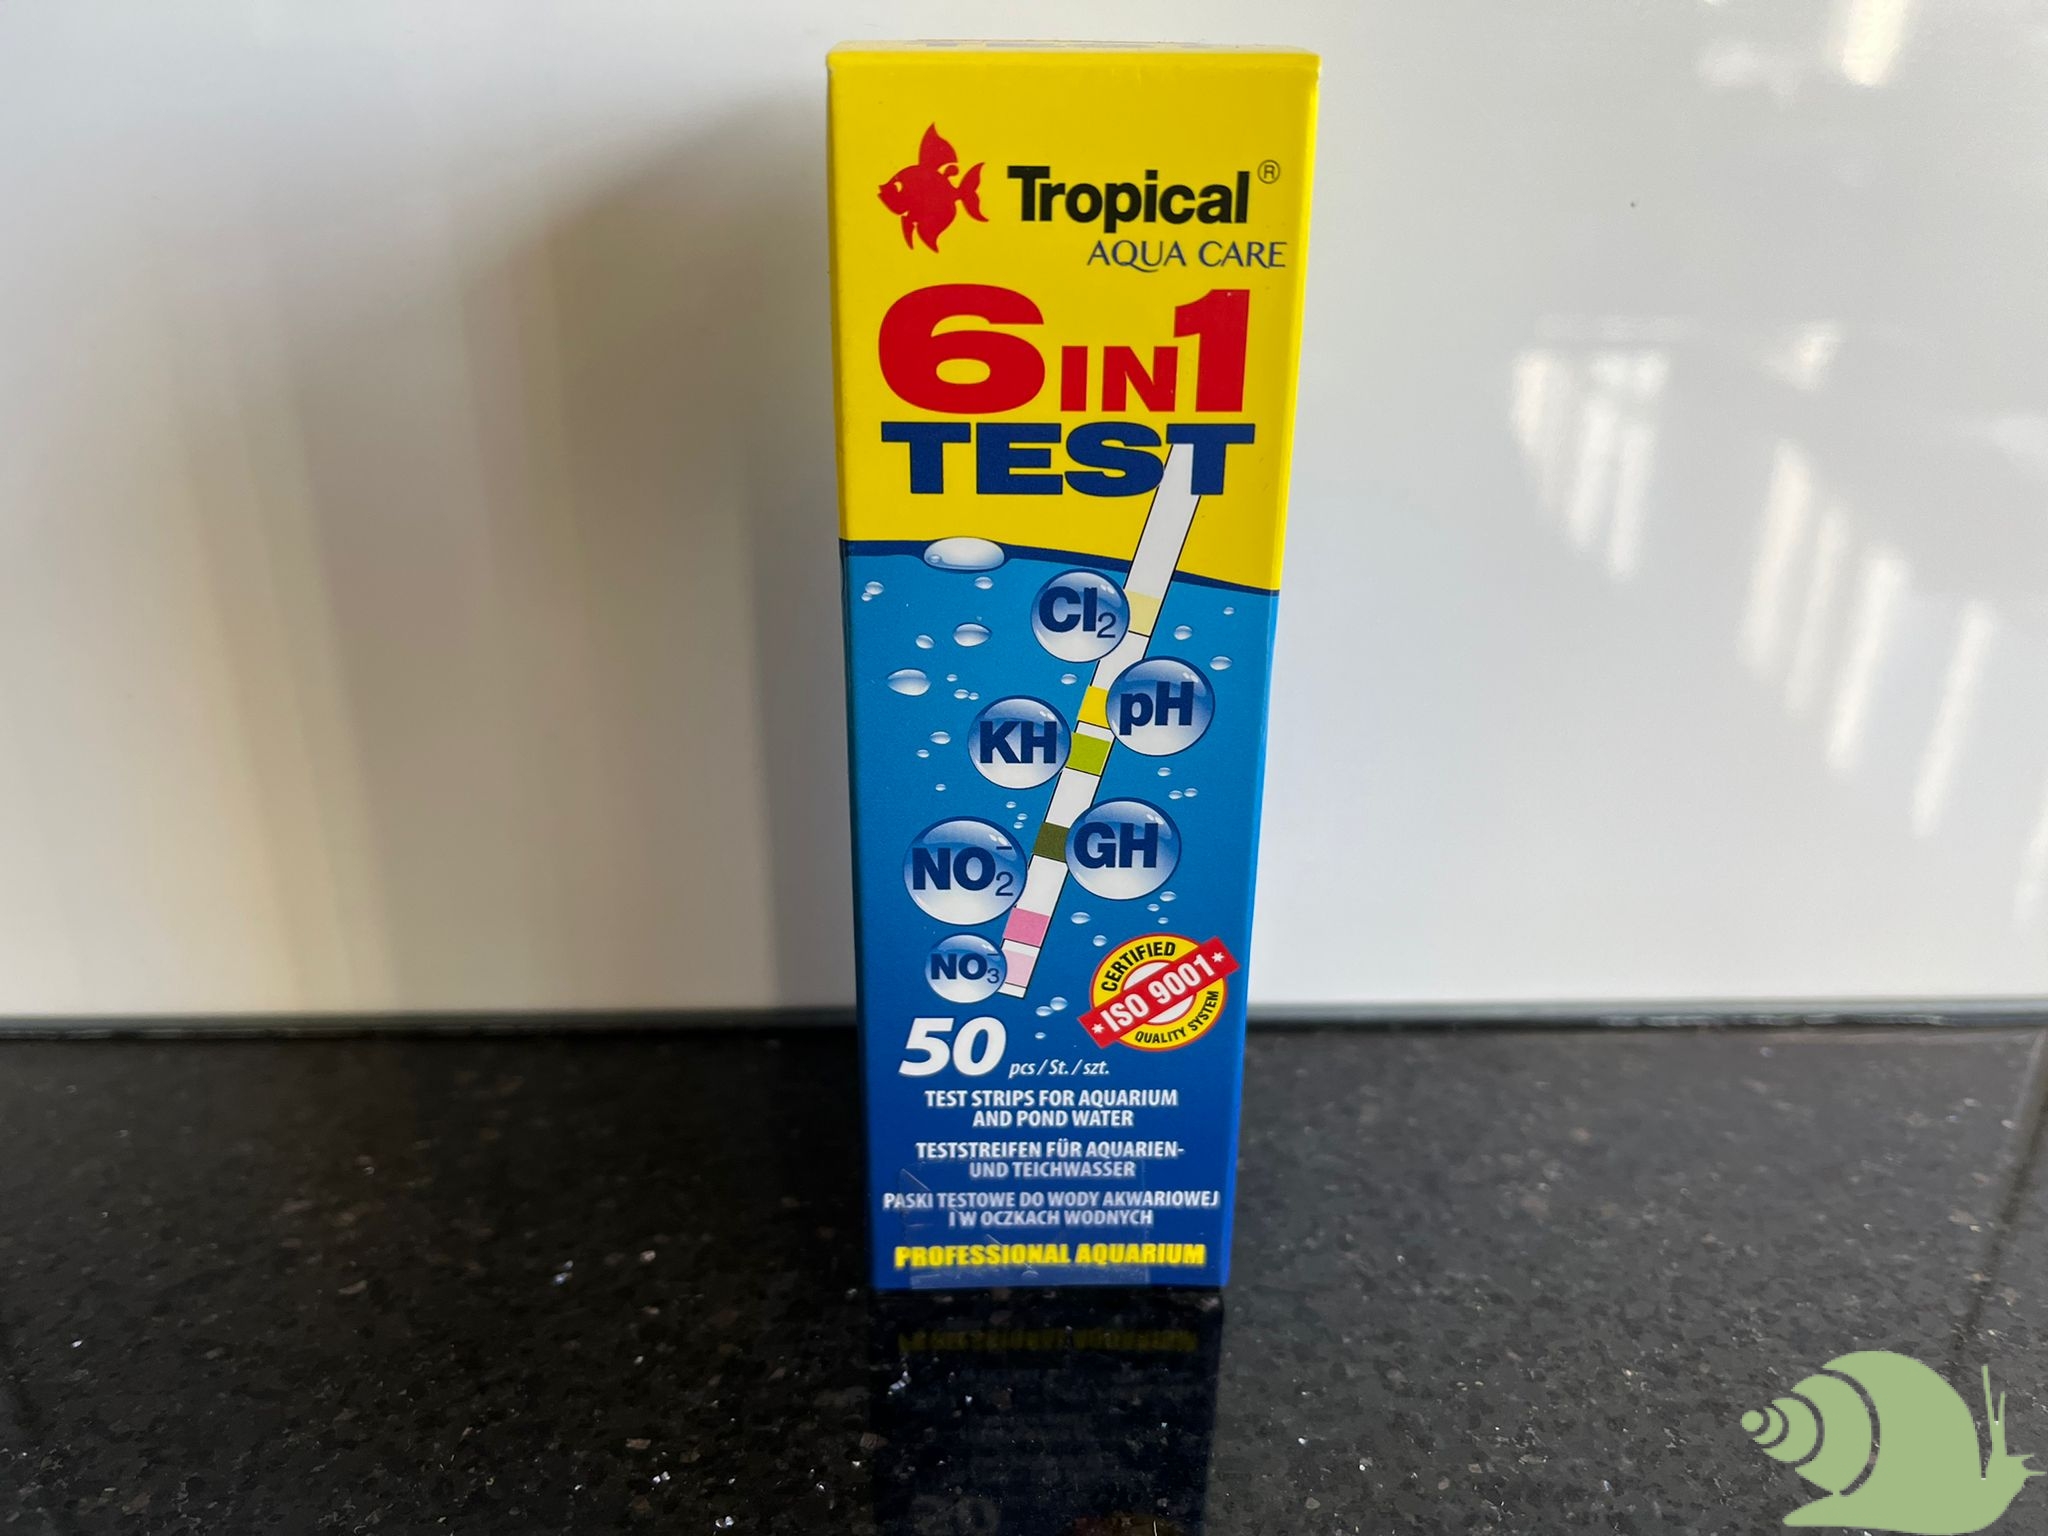 Tropical®
AQUA CARE
6 IN 1
TEST
Cl₂
pH
KH
GH
NO₂⁻
NO₃⁻
CERTIFIED
ISO 9001
QUALITY SYSTEM
50 pcs / St. / szt.
TEST STRIPS FOR AQUARIUM
AND POND WATER
TESTSTREIFEN FÜR AQUARIEN-
UND TEICHWASSER
PASKI TESTOWE DO WODY AKWARIOWEJ
I W OCZKACH WODNYCH
PROFESSIONAL AQUARIUM